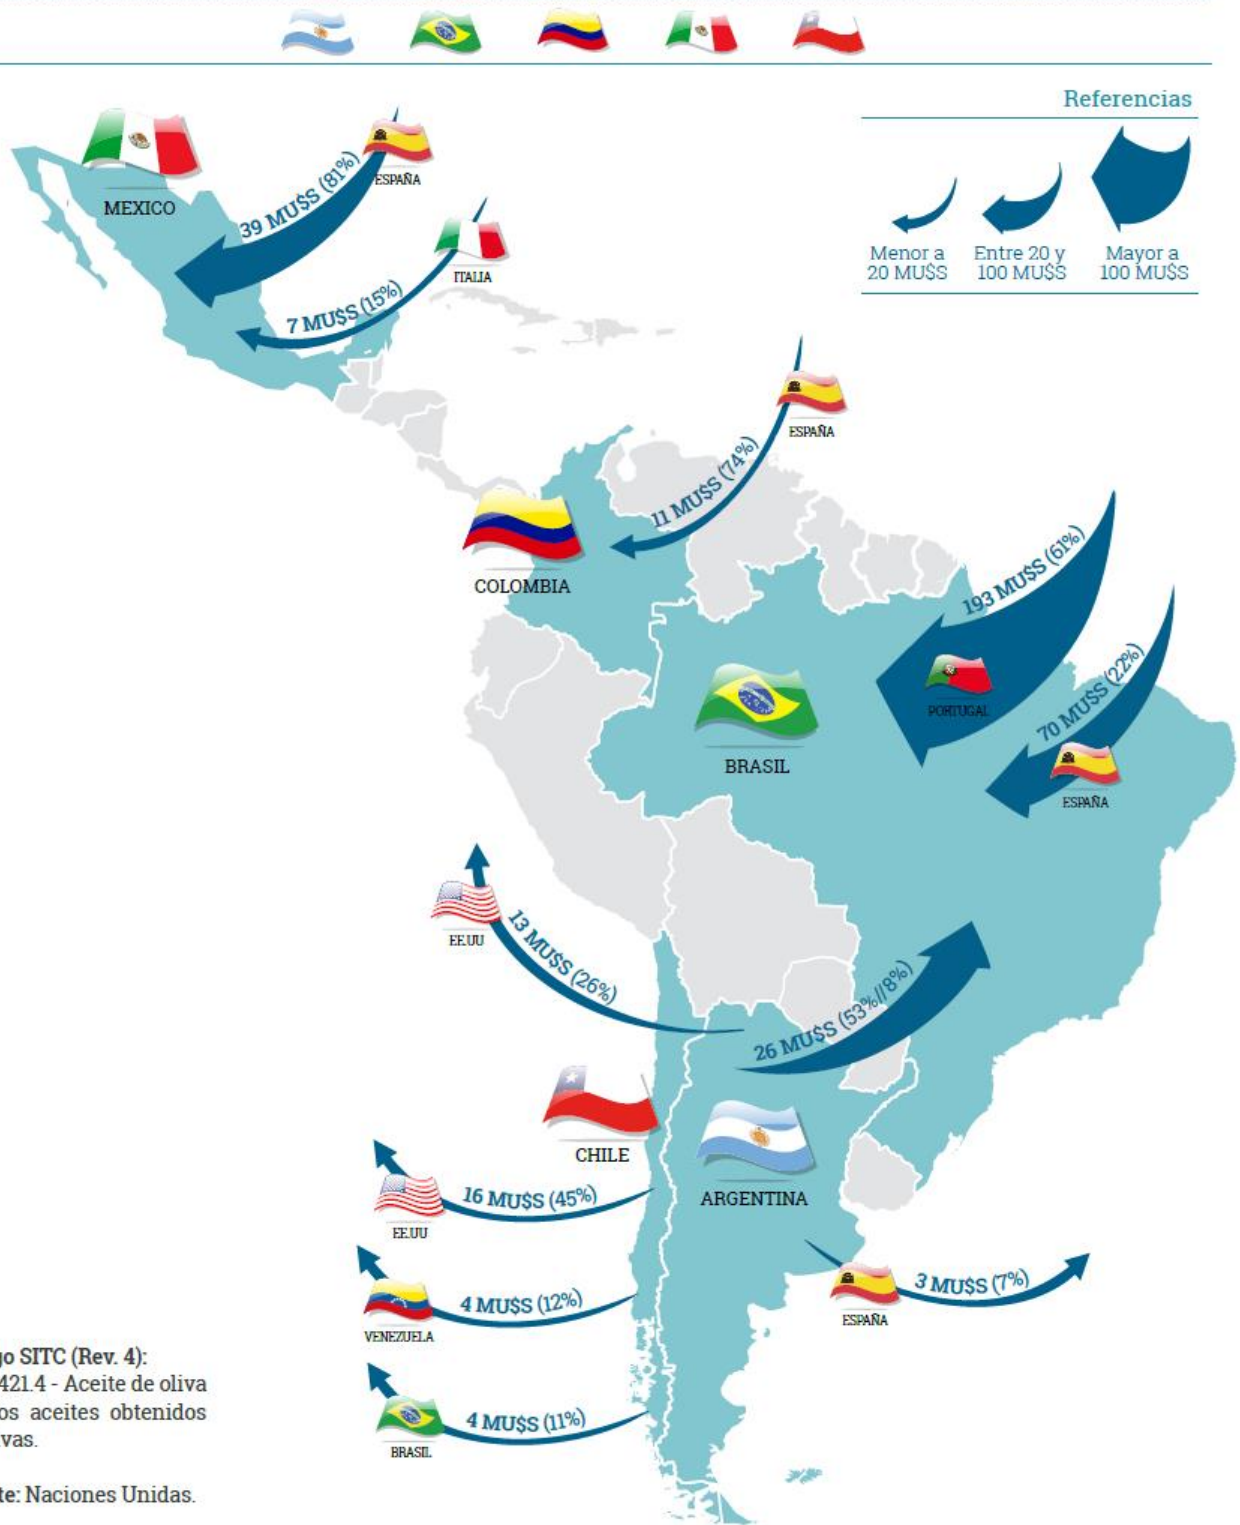 Referencias
Menor a
20 MU$S
Entre 20 y
100 MU$S
Mayor a
100 MU$S
MEXICO
39 MU$S (81%)
ESPAÑA
7 MU$S (15%)
ITALIA
COLOMBIA
11 MU$S (74%)
ESPAÑA
BRASIL
193 MU$S (61%)
PORTUGAL
70 MU$S (22%)
ESPAÑA
EE.UU
13 MU$S (26%)
26 MU$S (53%//8%)
CHILE
ARGENTINA
16 MU$S (45%)
EE.UU
4 MU$S (12%)
VENEZUELA
4 MU$S (11%)
BRASIL
3 MU$S (7%)
ESPAÑA
go SITC (Rev. 4):
421.4 - Aceite de oliva
os aceites obtenidos
vas.
te: Naciones Unidas.